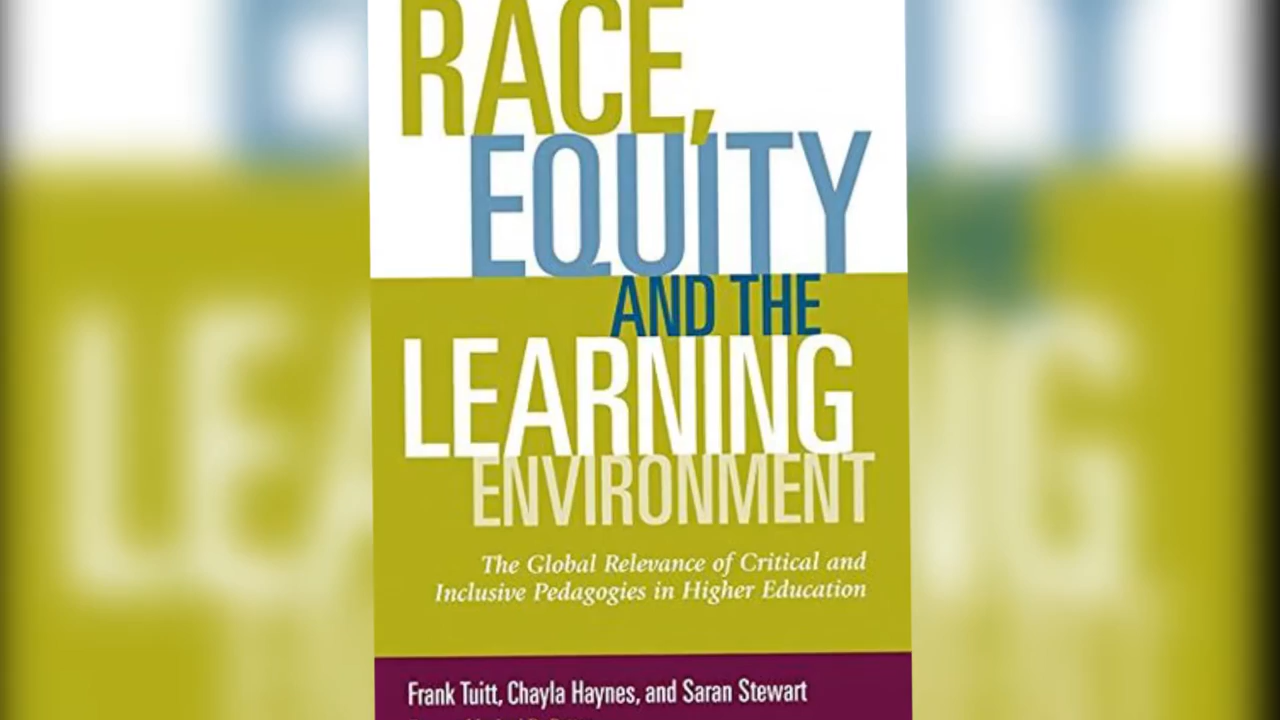 RACE,
EQUITY
AND THE
LEARNING
ENVIRONMENT
The Global Relevance of Critical and
Inclusive Pedagogies in Higher Education
Frank Tuitt, Chayla Haynes, and Saran Stewart